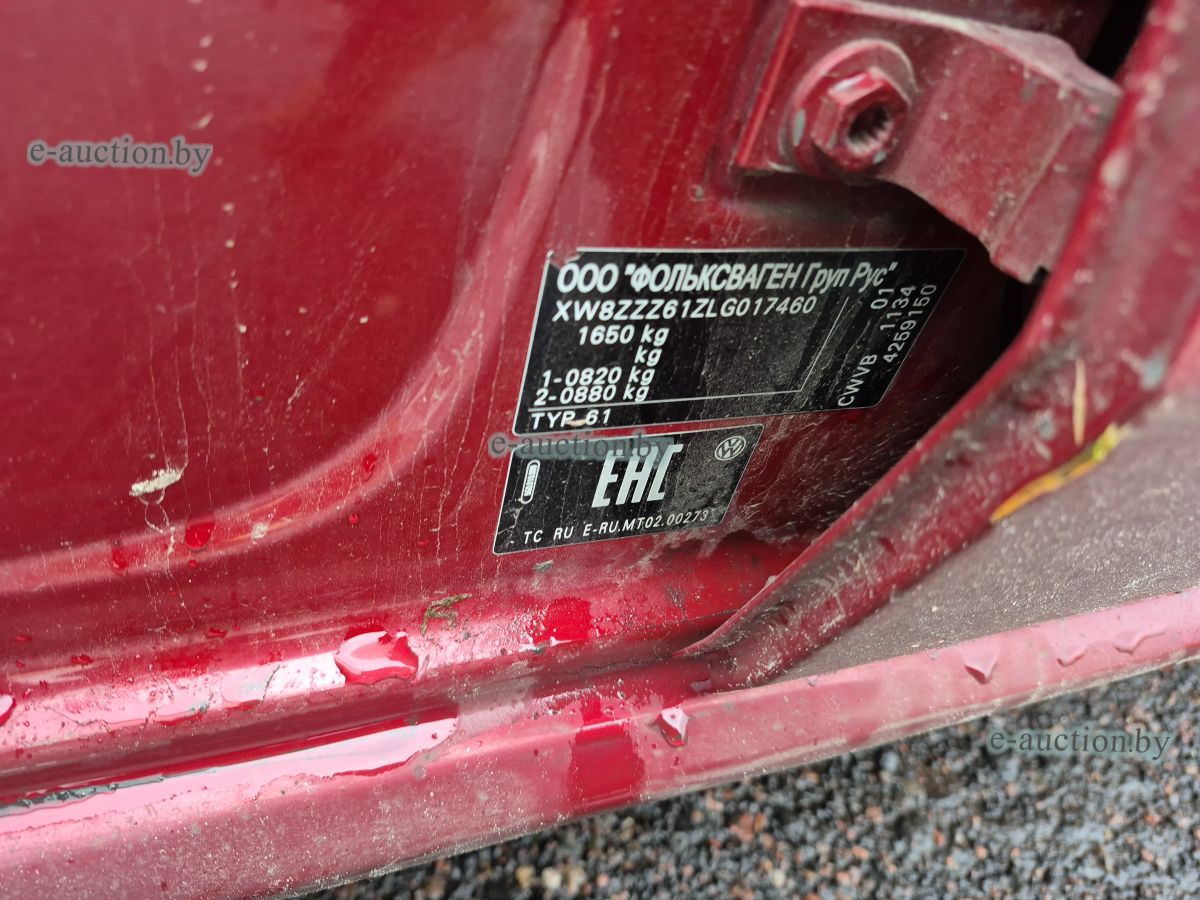 e-auction.by
ООО "ФОЛЬКСВАГЕН Груп Рус"
XW8ZZZ61ZLG017460 01
1650 kg 1134
kg
1-0820 kg
2-0880 kg CWVB 4259150
TYP 61
e-auction.by
EAC
TC RU E-RU.MT02.00273
e-auction.by